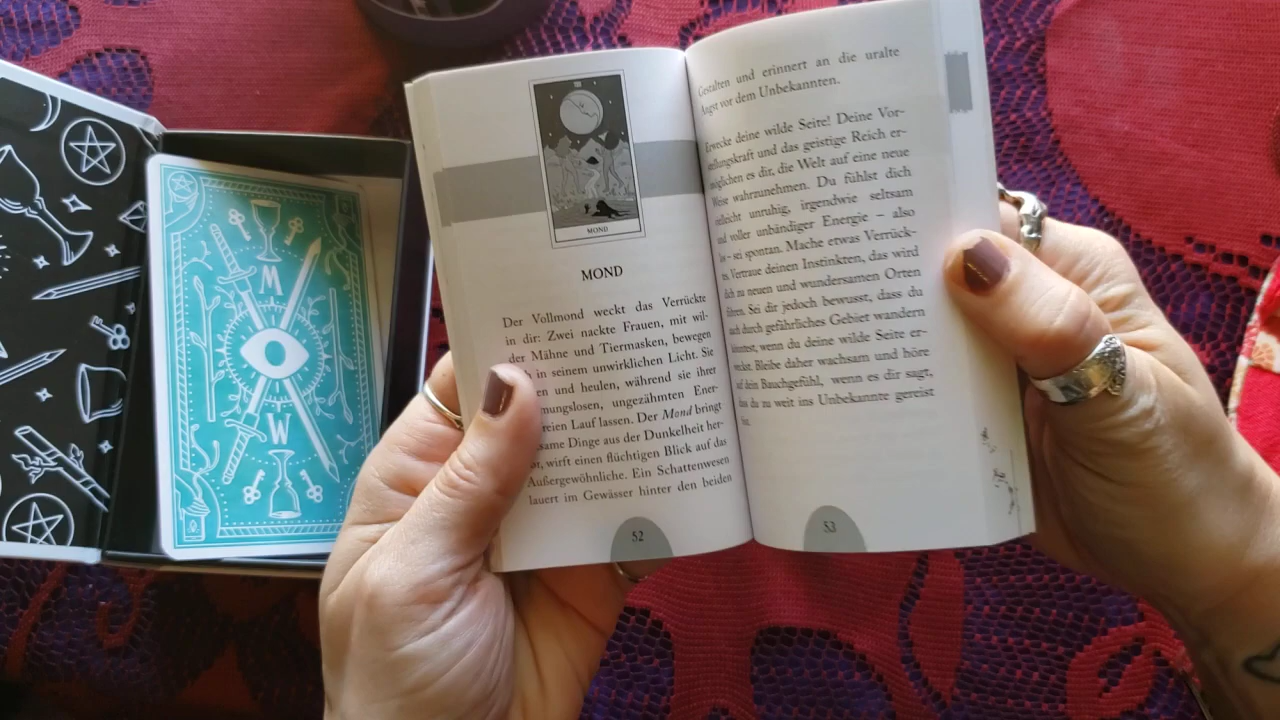 M
W
MOND
MOND
Der Vollmond weckt das Verrückte
in dir: Zwei nackte Frauen, mit wil-
der Mähne und Tiermasken, bewegen
in seinem unwirklichen Licht. Sie
und heulen, während sie ihrer
ungezähmten Ener-
freien Lauf lassen. Der Mond bringt
Dinge aus der Dunkelheit her-
wirft einen flüchtigen Blick auf das
Außergewöhnliche. Ein Schattenwesen
lauert im Gewässer hinter den beiden
52
Gestalten und erinnert an die uralte
Angst vor dem Unbekannten.
Erwecke deine wilde Seite! Deine Vor-
stellungskraft und das geistige Reich er-
möglichen es dir, die Welt auf eine neue
Weise wahrzunehmen. Du fühlst dich
vielleicht unruhig, irgendwie seltsam
und voller unbändiger Energie – also
los – sei spontan. Mache etwas Verrück-
Vertraue deinen Instinkten, das wird
dich zu neuen und wundersamen Orten
führen. Sei dir jedoch bewusst, dass du
auch durch gefährliches Gebiet wandern
könntest, wenn du deine wilde Seite er-
weckst. Bleibe daher wachsam und höre
auf dein Bauchgefühl, wenn es dir sagt,
dass du zu weit ins Unbekannte gereist
bist.
53